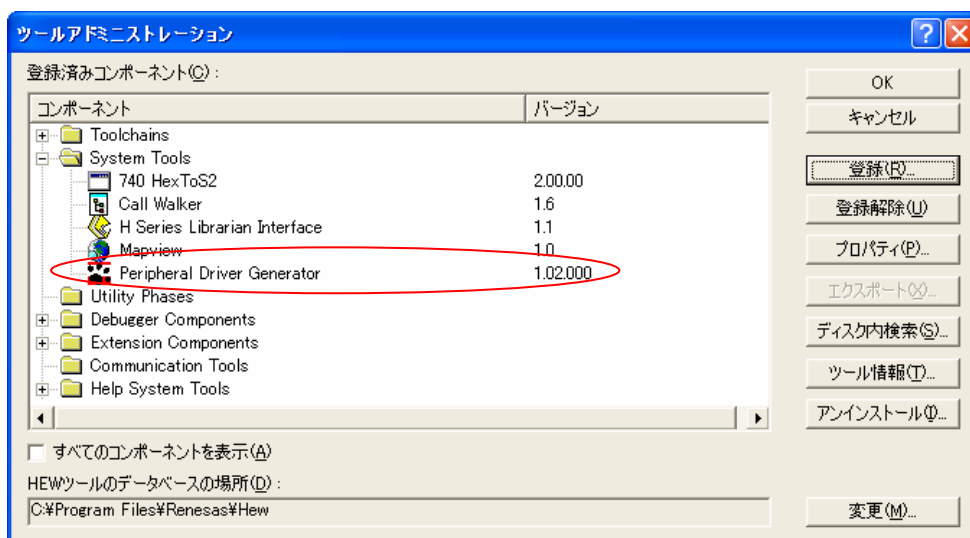 ツールアドミニストレーション
登録済みコンポーネント(C):
コンポーネント バージョン
Toolchains
System Tools
740 HexToS2 2.00.00
Call Walker 1.6
H Series Librarian Interface 1.1
Mapview 1.0
Peripheral Driver Generator 1.02.000
Utility Phases
Debugger Components
Extension Components
Communication Tools
Help System Tools
すべてのコンポーネントを表示(A)
HEWツールのデータベースの場所(D):
C:¥Program Files¥Renesas¥Hew
OK
キャンセル
登録(R)...
登録解除(U)
プロパティ(P)...
エクスポート(X)...
ディスク内検索(S)...
ツール情報(T)...
アンインストール(I)...
変更(M)...